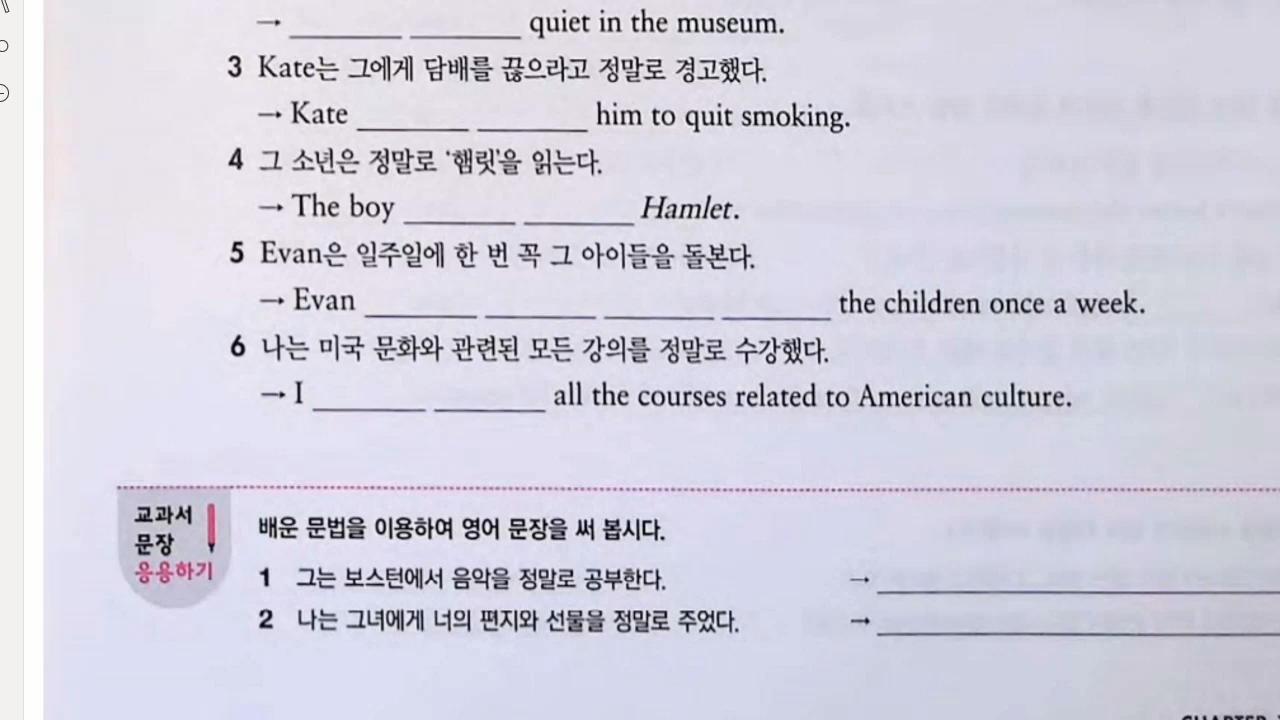 → ________ ________ quiet in the museum.
3 Kate는 그에게 담배를 끊으라고 정말로 경고했다.
→ Kate ________ ________ him to quit smoking.
4 그 소년은 정말로 '햄릿'을 읽는다.
→ The boy ________ ________ Hamlet.
5 Evan은 일주일에 한 번 꼭 그 아이들을 돌본다.
→ Evan ________ ________ ________ ________ the children once a week.
6 나는 미국 문화와 관련된 모든 강의를 정말로 수강했다.
→ I ________ ________ all the courses related to American culture.
교과서
문장
응용하기
배운 문법을 이용하여 영어 문장을 써 봅시다.
1 그는 보스턴에서 음악을 정말로 공부한다. → ________
2 나는 그녀에게 너의 편지와 선물을 정말로 주었다. → ________
CHAPTER